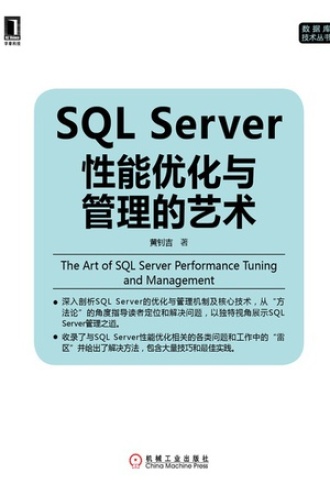 华章科技
数据库
技术丛书
SQL Server
性能优化与
管理的艺术
黄钊吉 著
The Art of SQL Server Performance Tuning
and Management
● 深入剖析SQL Server的优化与管理机制及核心技术，从“方
法论”的角度指导读者定位和解决问题，以独特视角展示SQL
Server管理之道。
● 收录了与SQL Server性能优化相关的各类问题和工作中的“雷
区”并给出了解决方法，包含大量技巧和最佳实践。
机械工业出版社
China Machine Press